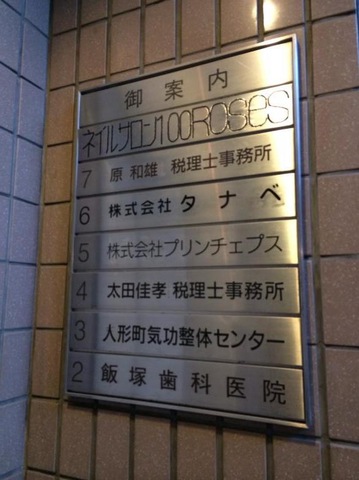 御案内
ネイルサロン100ROSes
7 原 和雄 税理士事務所
6 株式会社タナベ
5 株式会社プリンチェプス
4 太田佳孝 税理士事務所
3 人形町気功整体センター
2 飯塚歯科医院